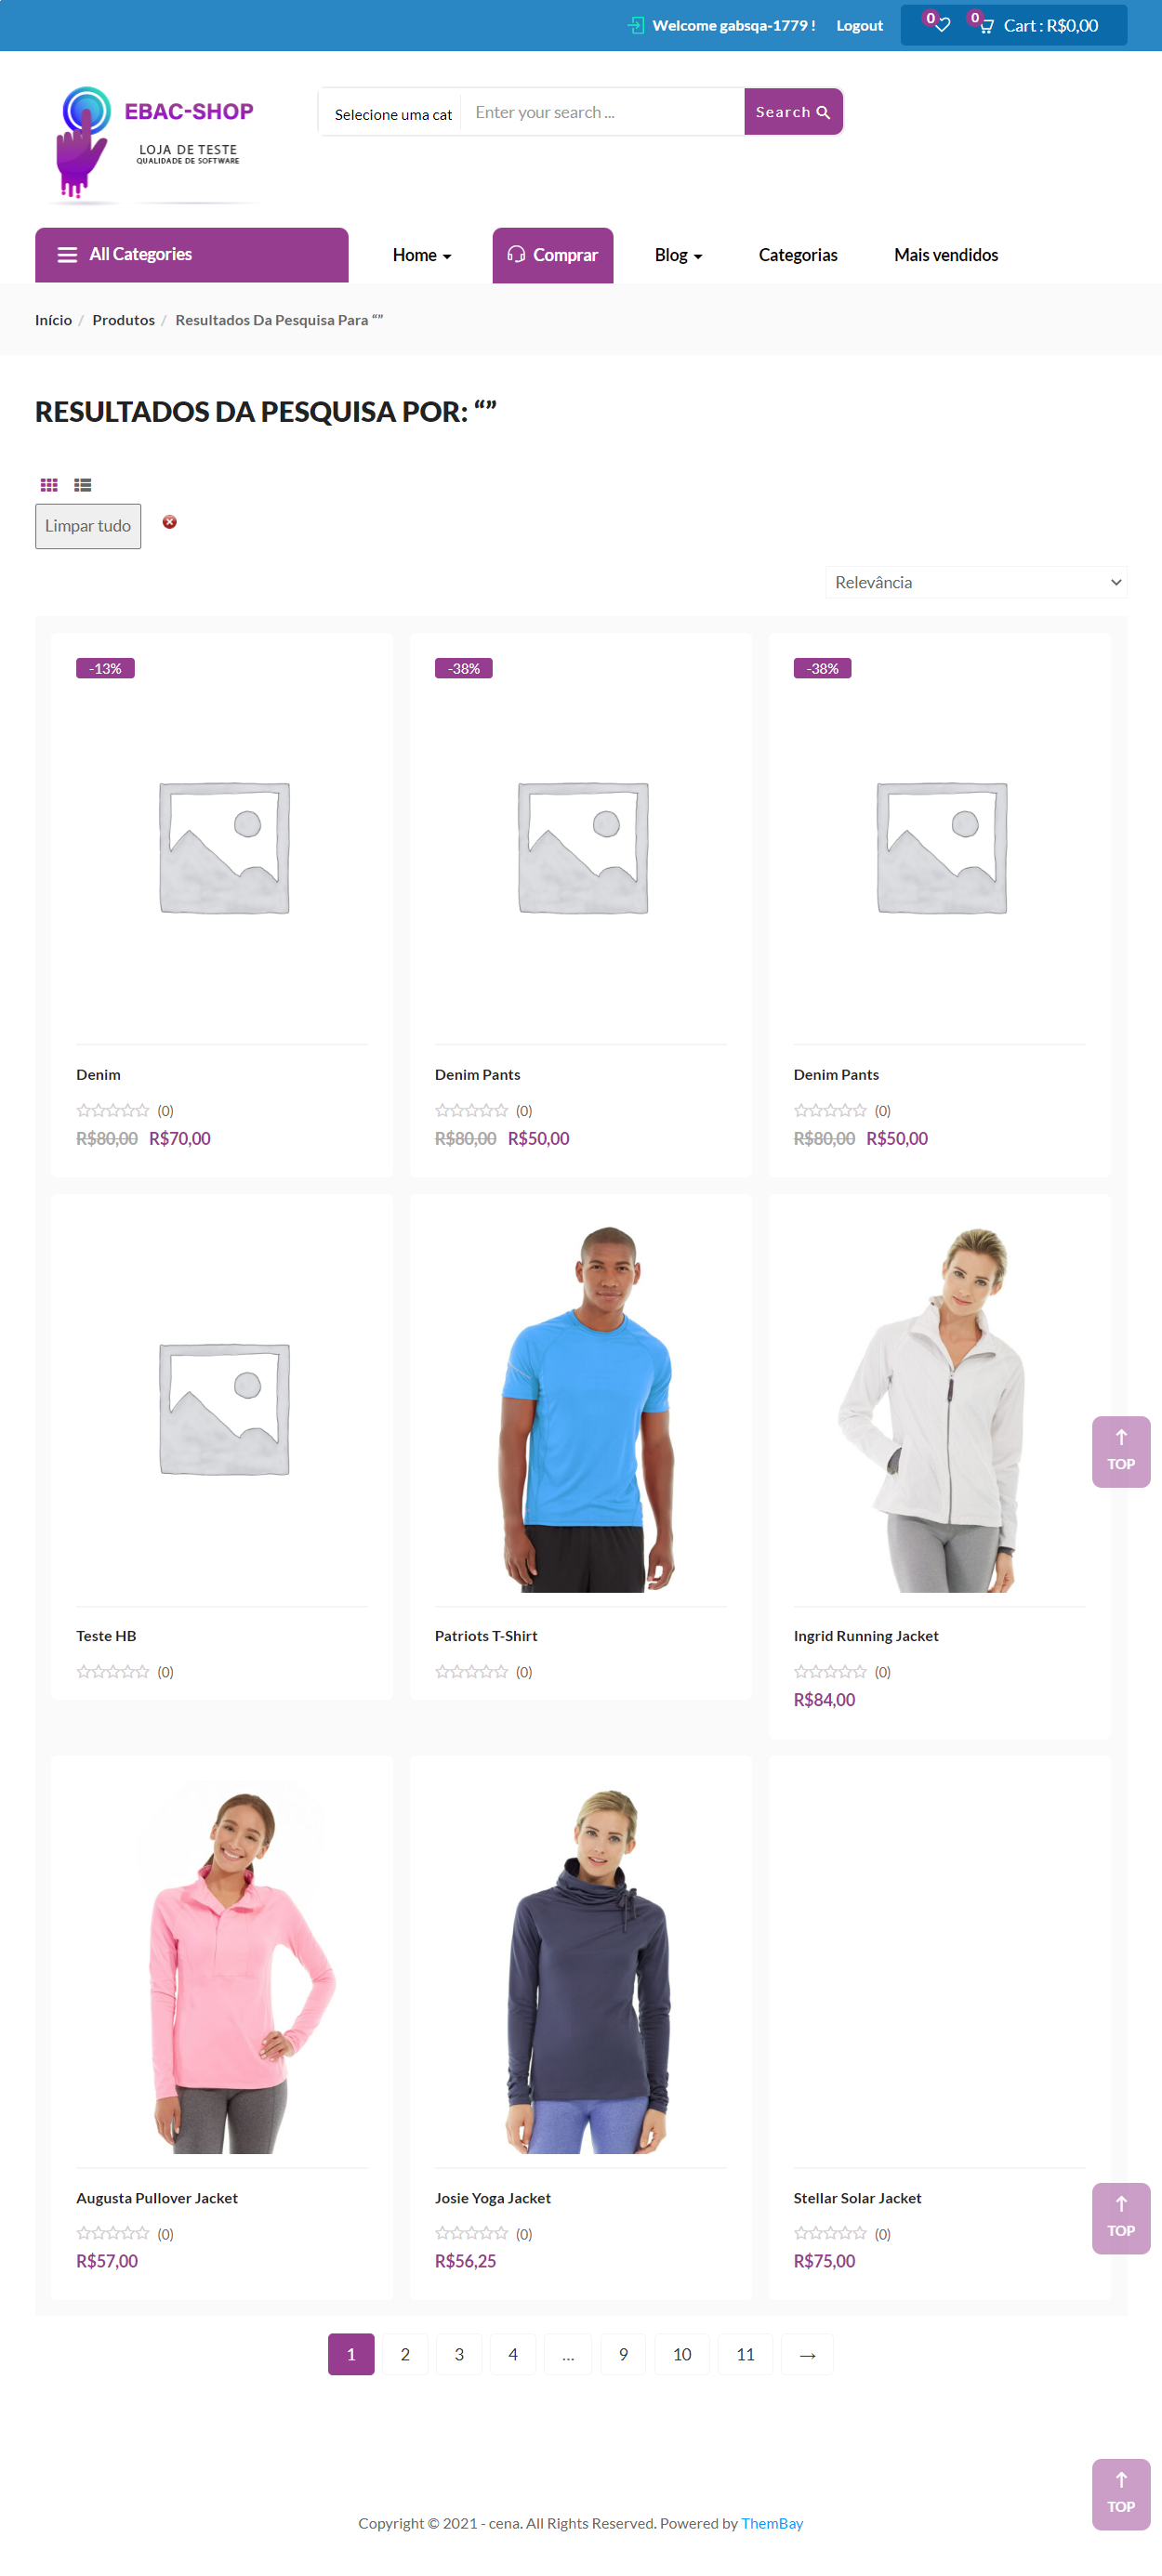 Welcome gabsqa-1779 ! Logout 0 0 Cart : R$0,00
EBAC-SHOP
LOJA DE TESTE
QUALIDADE DE SOFTWARE
Selecione uma cat Enter your search ... Search
All Categories Home Comprar Blog Categorias Mais vendidos
Início / Produtos / Resultados Da Pesquisa Para “”
RESULTADOS DA PESQUISA POR: “”
Limpar tudo
Relevância
-13% -38% -38%
Denim Denim Pants Denim Pants
(0) (0) (0)
R$80,00 R$70,00 R$80,00 R$50,00 R$80,00 R$50,00
TOP
Teste HB Patriots T-Shirt Ingrid Running Jacket
(0) (0) (0)
R$84,00
Augusta Pullover Jacket Josie Yoga Jacket Stellar Solar Jacket
TOP
(0) (0) (0)
R$57,00 R$56,25 R$75,00
1 2 3 4 … 9 10 11 →
TOP
Copyright © 2021 - cena. All Rights Reserved. Powered by ThemBay